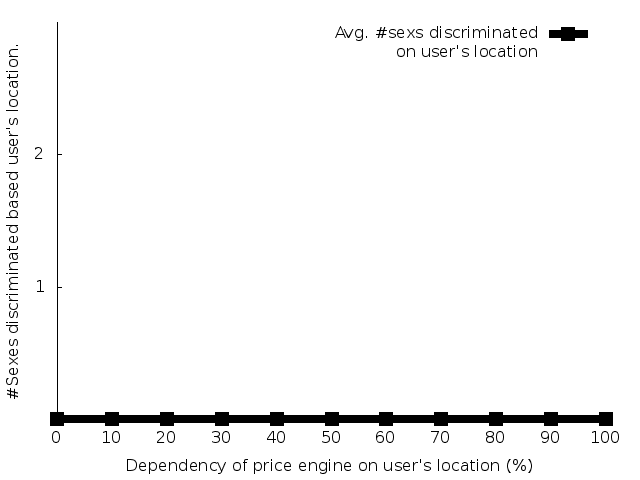 Avg. #sexs discriminated
on user's location
#Sexes discriminated based user's location.
2
1
0 10 20 30 40 50 60 70 80 90 100
Dependency of price engine on user's location (%)